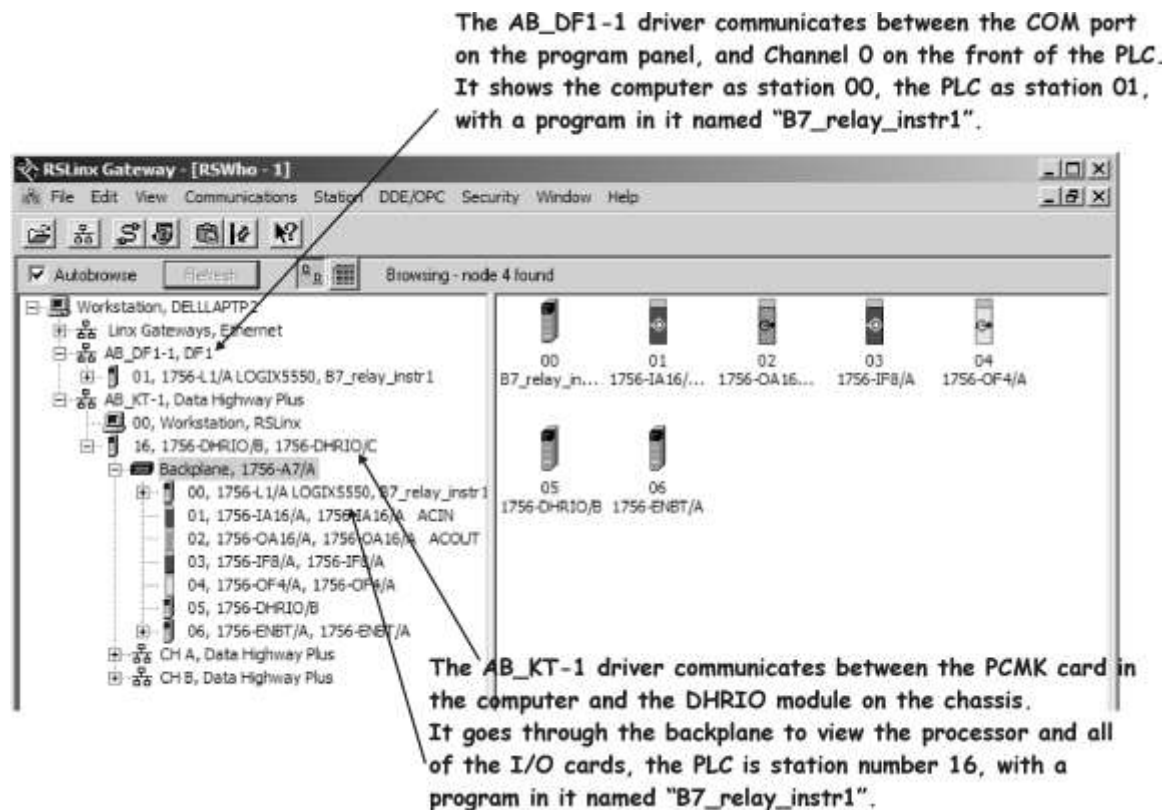 The AB_DF1-1 driver communicates between the COM port
on the program panel, and Channel 0 on the front of the PLC.
It shows the computer as station 00, the PLC as station 01,
with a program in it named “B7_relay_instr1”.
RSLinx Gateway - [RSWho - 1]
File Edit View Communications Station DDE/OPC Security Window Help
Autobrowse Refresh Browsing - node 4 found
Workstation, DELLLAPTP2
Linx Gateways, Ethernet
AB_DF1-1, DF1
01, 1756-L1/A LOGIX5550, B7_relay_instr1
AB_KT-1, Data Highway Plus
00, Workstation, RSLinx
16, 1756-DHRIO/B, 1756-DHRIO/C
Backplane, 1756-A7/A
00, 1756-L1/A LOGIX5550, B7_relay_instr1
01, 1756-IA16/A, 1756-IA16/A ACIN
02, 1756-OA16/A, 1756-OA16/A ACOUT
03, 1756-IF8/A, 1756-IF8/A
04, 1756-OF4/A, 1756-OF4/A
05, 1756-DHRIO/B
06, 1756-ENBT/A, 1756-ENBT/A
CH A, Data Highway Plus
CH B, Data Highway Plus
00 01 02 03 04
B7_relay_in... 1756-IA16/... 1756-OA16... 1756-IF8/A 1756-OF4/A
05 06
1756-DHRIO/B 1756-ENBT/A
The AB_KT-1 driver communicates between the PCMK card in
the computer and the DHRIO module on the chassis.
It goes through the backplane to view the processor and all
of the I/O cards, the PLC is station number 16, with a
program in it named “B7_relay_instr1”.